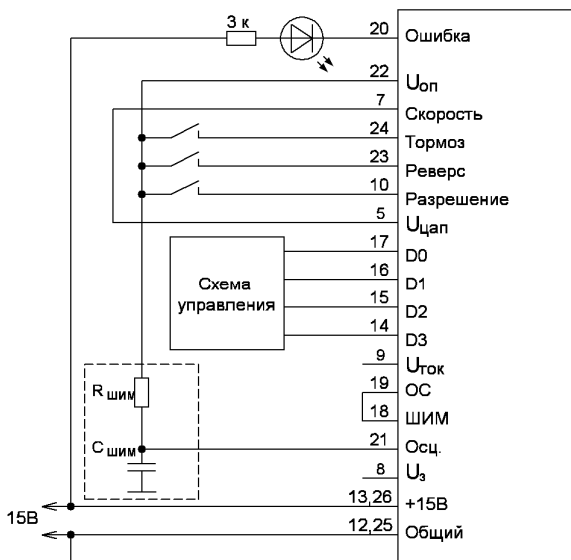 3 к
20 Ошибка
22 Uоп
7 Скорость
24 Тормоз
23 Реверс
10 Разрешение
5 Uцап
17 D0
Схема управления
16 D1
15 D2
14 D3
9 Uток
19 ОС
Rшим
18 ШИМ
Cшим
21 Осц.
8 Uз
13,26 +15В
15В
12,25 Общий